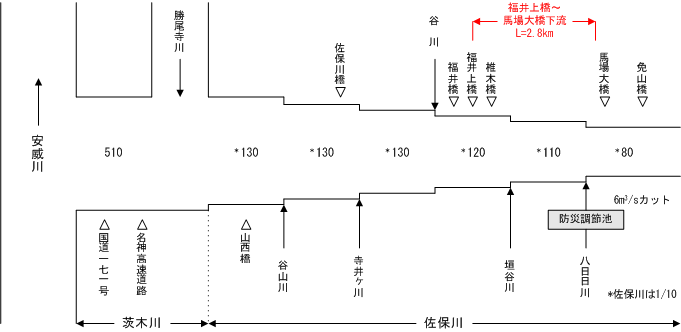 福井上橋～
馬場大橋下流
L=2.8km
勝尾寺川
谷川
佐保川橋
福井橋
福井上橋
椎木橋
馬場大橋
免山橋
安威川
510
*130
*130
*130
*120
*110
*80
6m³/sカット
防災調節池
国道一七一号
名神高速道路
山西橋
谷山川
寺井ヶ川
垣谷川
八日日川
*佐保川は1/10
茨木川
佐保川